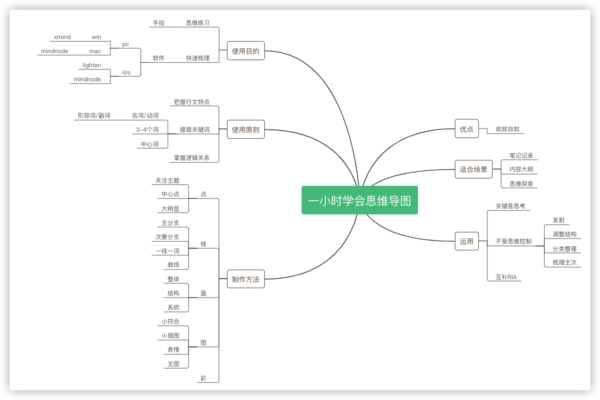 一小时学会思维导图
使用目的
思维练习
手绘
快速梳理
软件
pc
win
xmind
mac
mindnode
ios
lighten
mindnode
使用原则
把握行文特点
提取关键词
名词/动词
形容词/副词
3-4个词
中心词
掌握逻辑关系
制作方法
点
关注主题
中心点
大纲显
线
主分支
次要分支
一线一词
曲线
面
整体
结构
系统
图
小符合
小插图
表情
主图
彩
优点
收放自如
适合场景
笔记记录
内容大纲
思维探索
运用
关键是思考
不受思维控制
发射
调整结构
分类整理
梳理主次
互补RIA